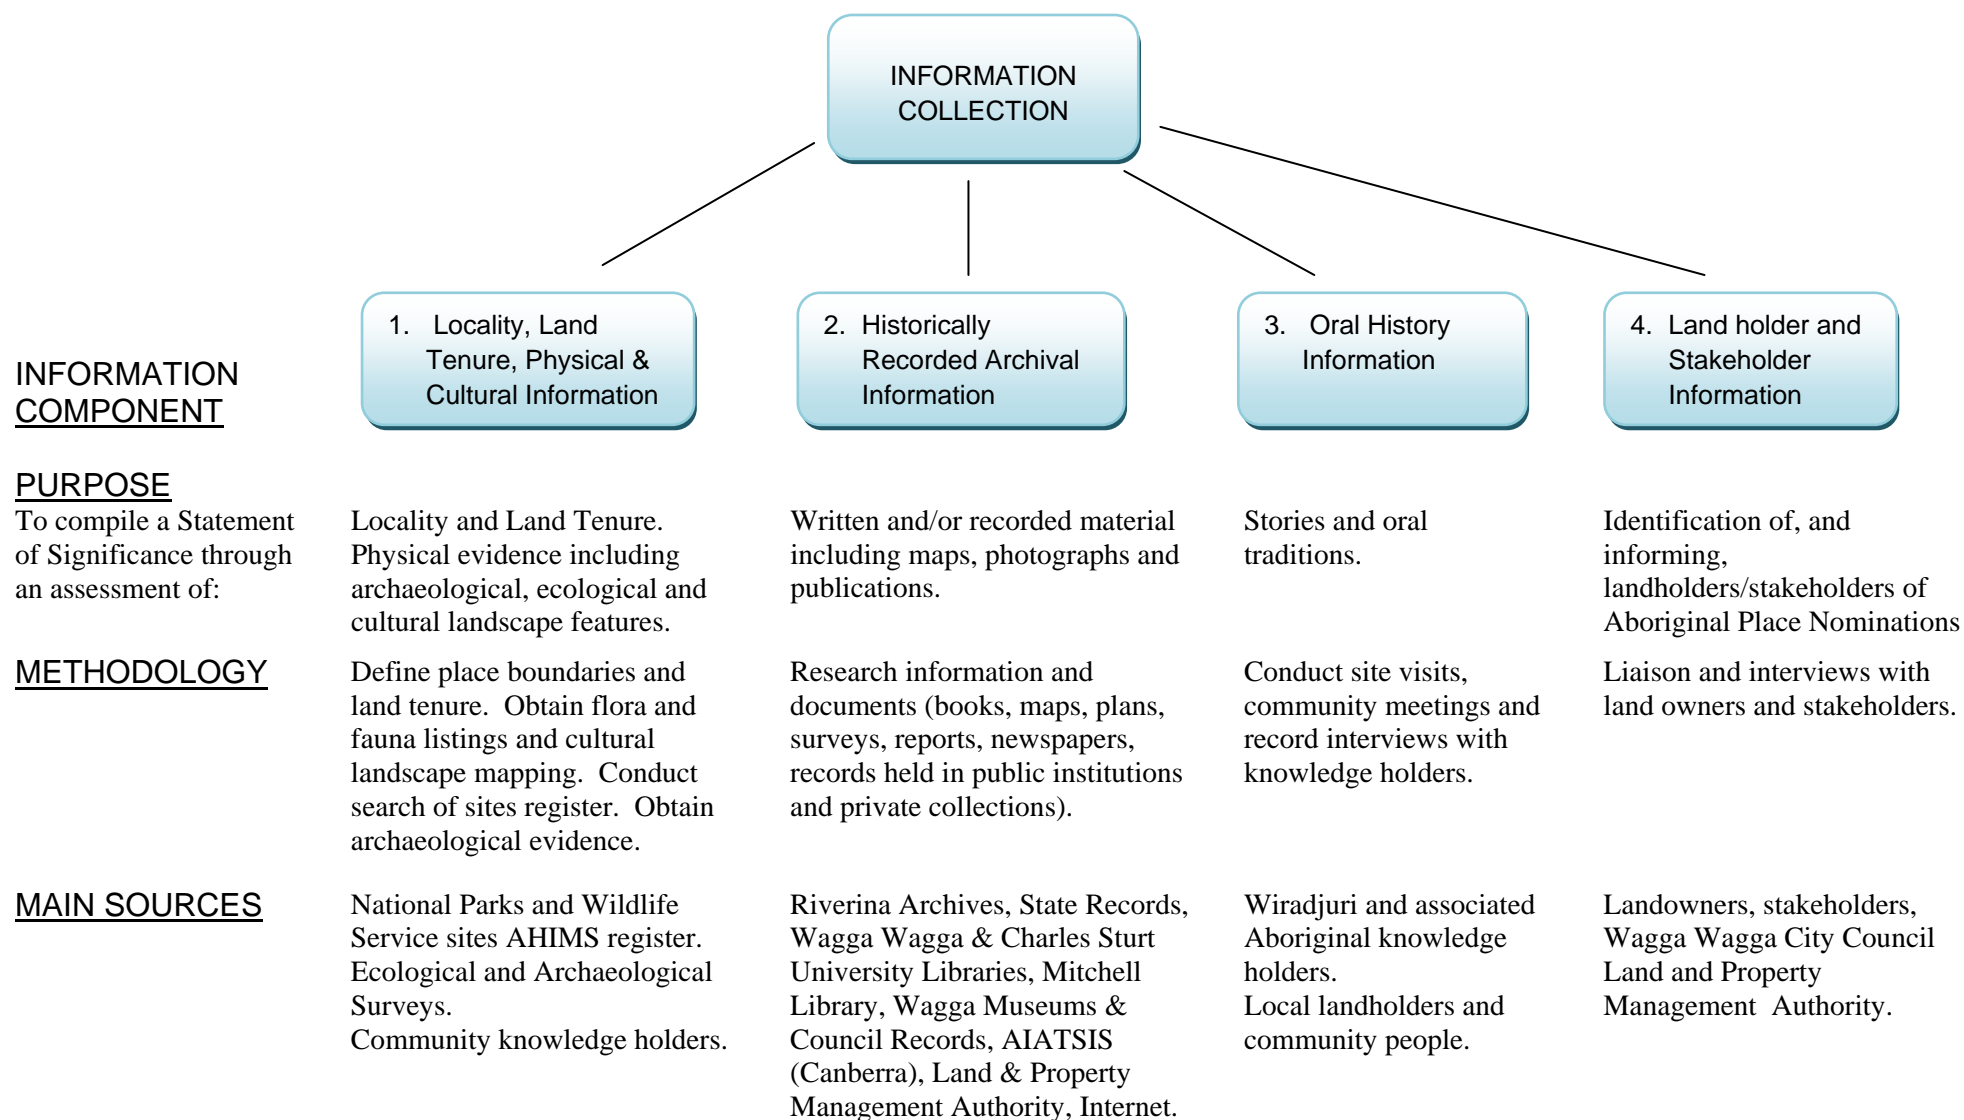 INFORMATION
COLLECTION
INFORMATION
COMPONENT
1. Locality, Land
Tenure, Physical &
Cultural Information
2. Historically
Recorded Archival
Information
3. Oral History
Information
4. Land holder and
Stakeholder
Information
PURPOSE
To compile a Statement
of Significance through
an assessment of:
Locality and Land Tenure.
Physical evidence including
archaeological, ecological and
cultural landscape features.
Written and/or recorded material
including maps, photographs and
publications.
Stories and oral
traditions.
Identification of, and
informing,
landholders/stakeholders of
Aboriginal Place Nominations
METHODOLOGY
Define place boundaries and
land tenure. Obtain flora and
fauna listings and cultural
landscape mapping. Conduct
search of sites register. Obtain
archaeological evidence.
Research information and
documents (books, maps, plans,
surveys, reports, newspapers,
records held in public institutions
and private collections).
Conduct site visits,
community meetings and
record interviews with
knowledge holders.
Liaison and interviews with
land owners and stakeholders.
MAIN SOURCES
National Parks and Wildlife
Service sites AHIMS register.
Ecological and Archaeological
Surveys.
Community knowledge holders.
Riverina Archives, State Records,
Wagga Wagga & Charles Sturt
University Libraries, Mitchell
Library, Wagga Museums &
Council Records, AIATSIS
(Canberra), Land & Property
Management Authority, Internet.
Wiradjuri and associated
Aboriginal knowledge
holders.
Local landholders and
community people.
Landowners, stakeholders,
Wagga Wagga City Council
Land and Property
Management Authority.